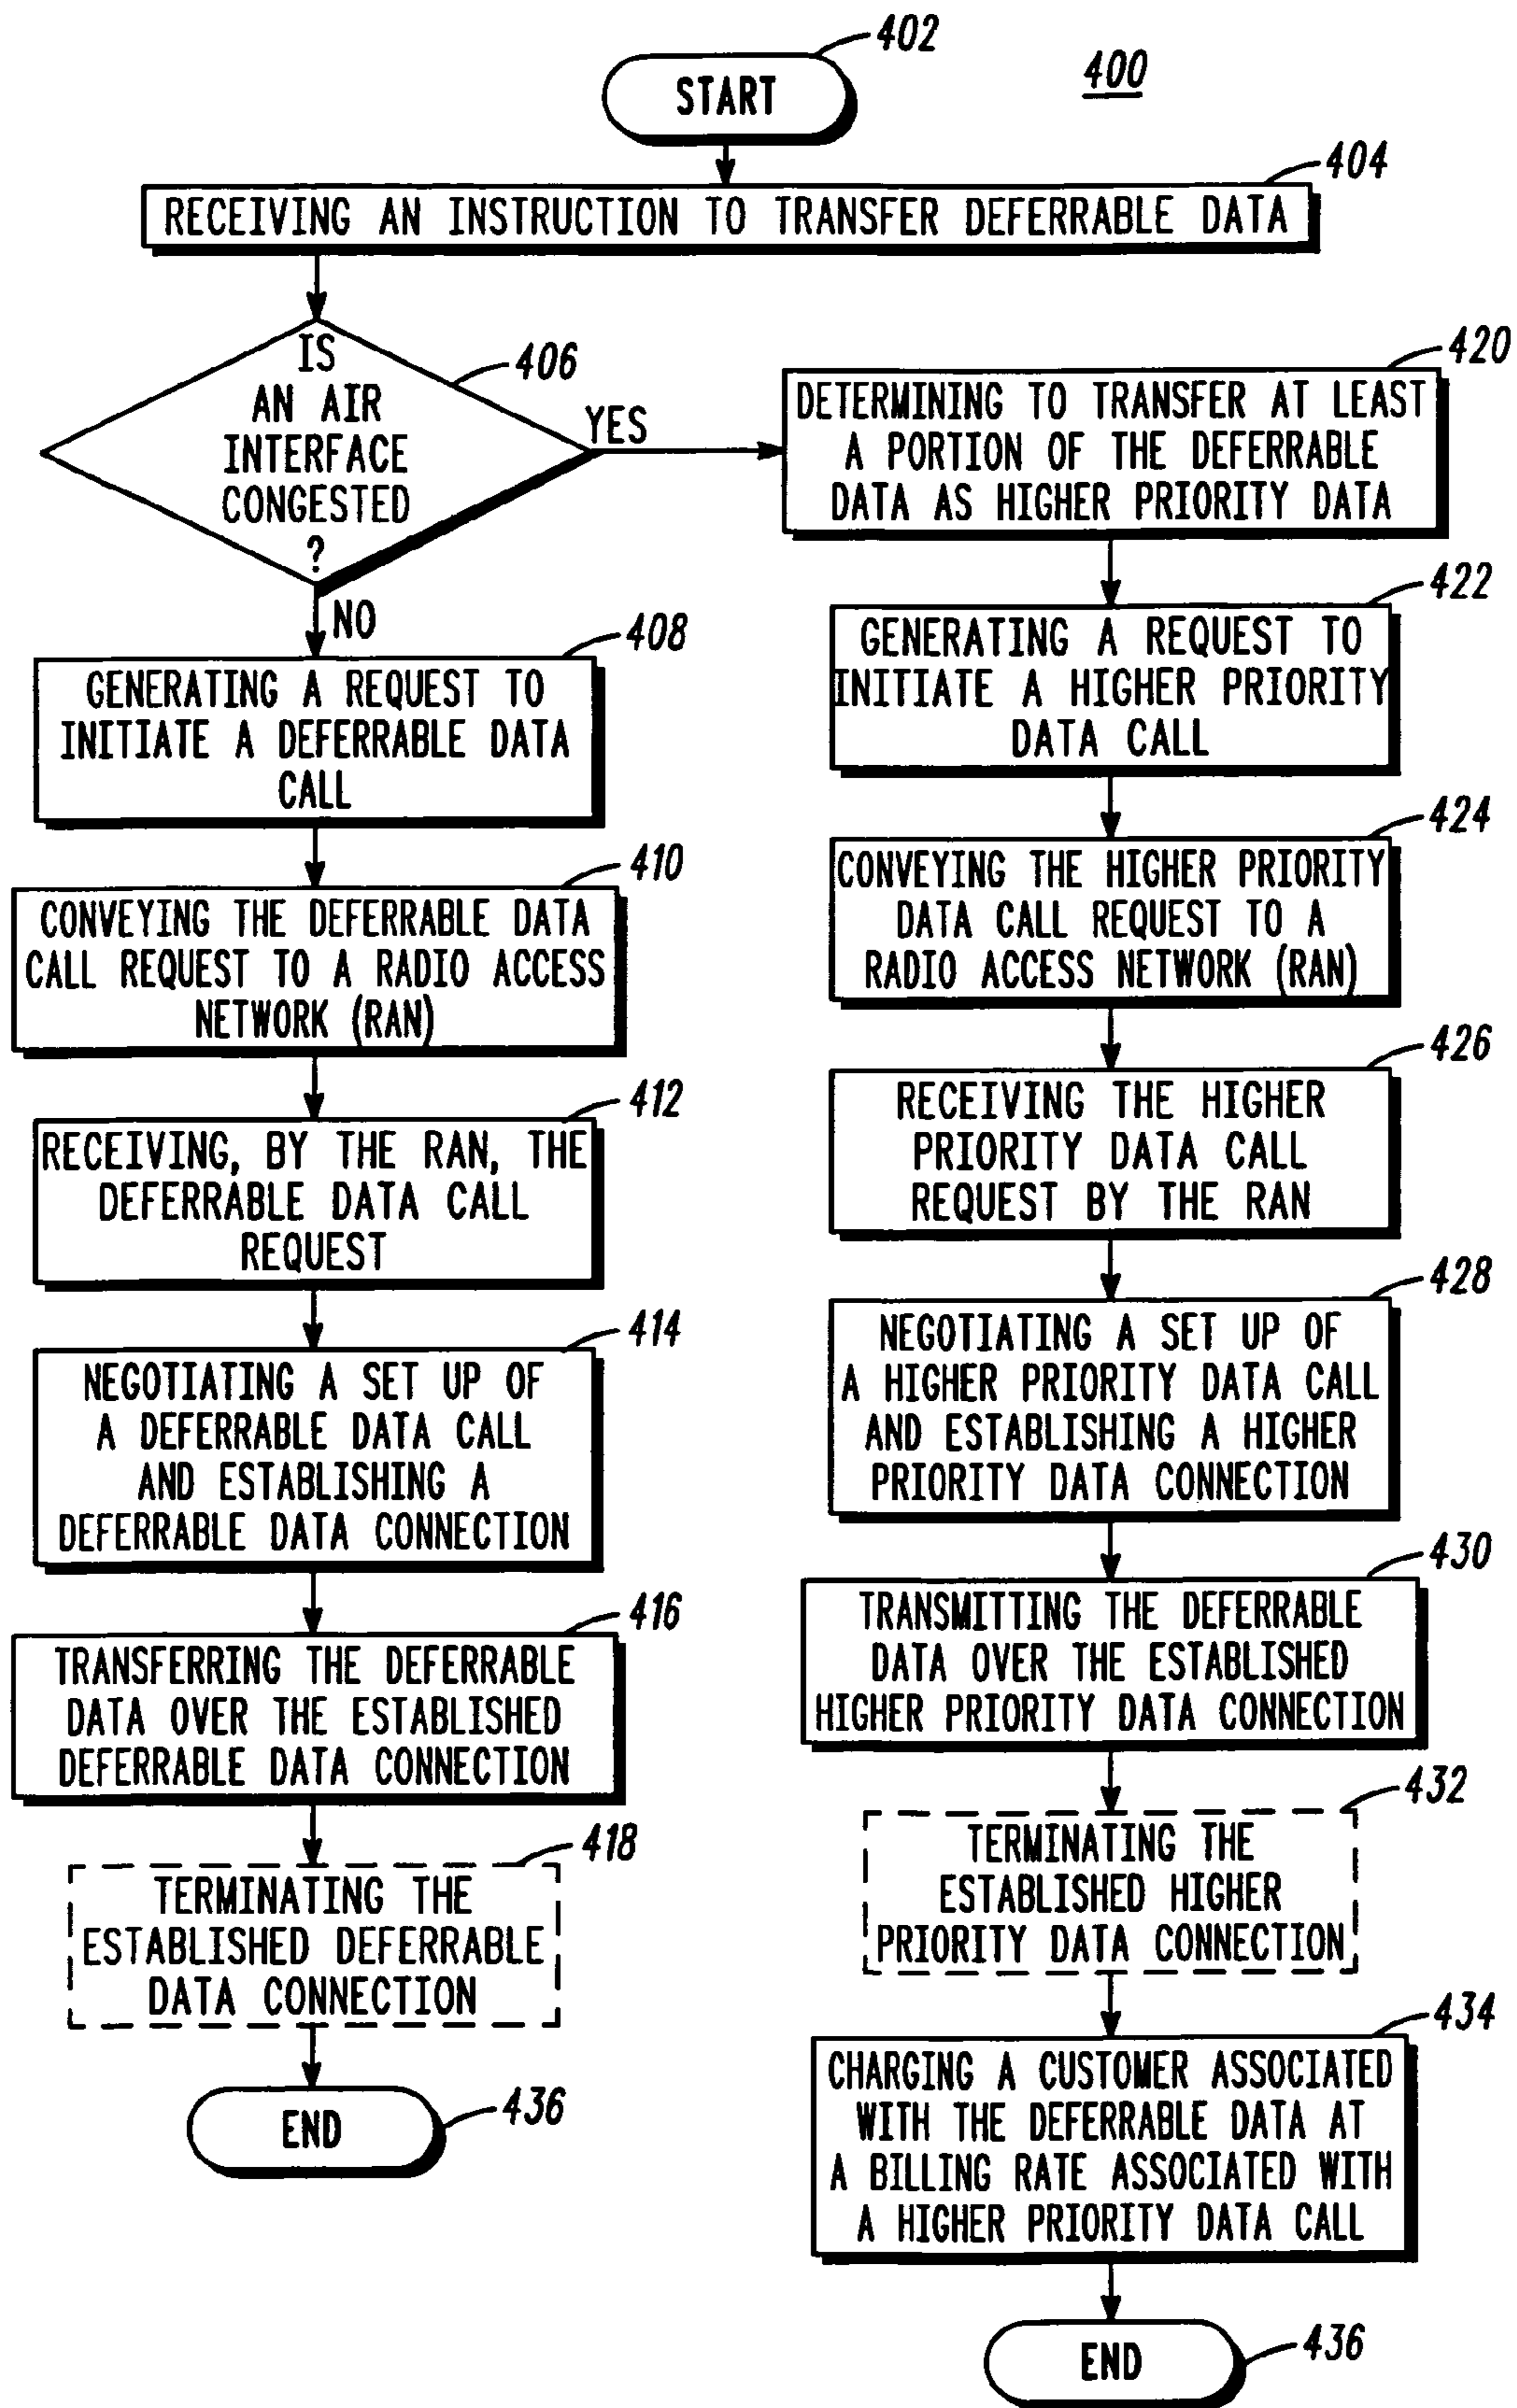 402
START
400
404
RECEIVING AN INSTRUCTION TO TRANSFER DEFERRABLE DATA
IS
AN AIR
INTERFACE
CONGESTED
?
406
YES
NO
408
GENERATING A REQUEST TO
INITIATE A DEFERRABLE DATA
CALL
410
CONVEYING THE DEFERRABLE DATA
CALL REQUEST TO A RADIO ACCESS
NETWORK (RAN)
412
RECEIVING, BY THE RAN, THE
DEFERRABLE DATA CALL
REQUEST
414
NEGOTIATING A SET UP OF
A DEFERRABLE DATA CALL
AND ESTABLISHING A
DEFERRABLE DATA CONNECTION
416
TRANSFERRING THE DEFERRABLE
DATA OVER THE ESTABLISHED
DEFERRABLE DATA CONNECTION
418
TERMINATING THE
ESTABLISHED DEFERRABLE
DATA CONNECTION
END
436
420
DETERMINING TO TRANSFER AT LEAST
A PORTION OF THE DEFERRABLE
DATA AS HIGHER PRIORITY DATA
422
GENERATING A REQUEST TO
INITIATE A HIGHER PRIORITY
DATA CALL
424
CONVEYING THE HIGHER PRIORITY
DATA CALL REQUEST TO A
RADIO ACCESS NETWORK (RAN)
426
RECEIVING THE HIGHER
PRIORITY DATA CALL
REQUEST BY THE RAN
428
NEGOTIATING A SET UP OF
A HIGHER PRIORITY DATA CALL
AND ESTABLISHING A HIGHER
PRIORITY DATA CONNECTION
430
TRANSMITTING THE DEFERRABLE
DATA OVER THE ESTABLISHED
HIGHER PRIORITY DATA CONNECTION
432
TERMINATING THE
ESTABLISHED HIGHER
PRIORITY DATA CONNECTION
434
CHARGING A CUSTOMER ASSOCIATED
WITH THE DEFERRABLE DATA AT
A BILLING RATE ASSOCIATED WITH
A HIGHER PRIORITY DATA CALL
END
436